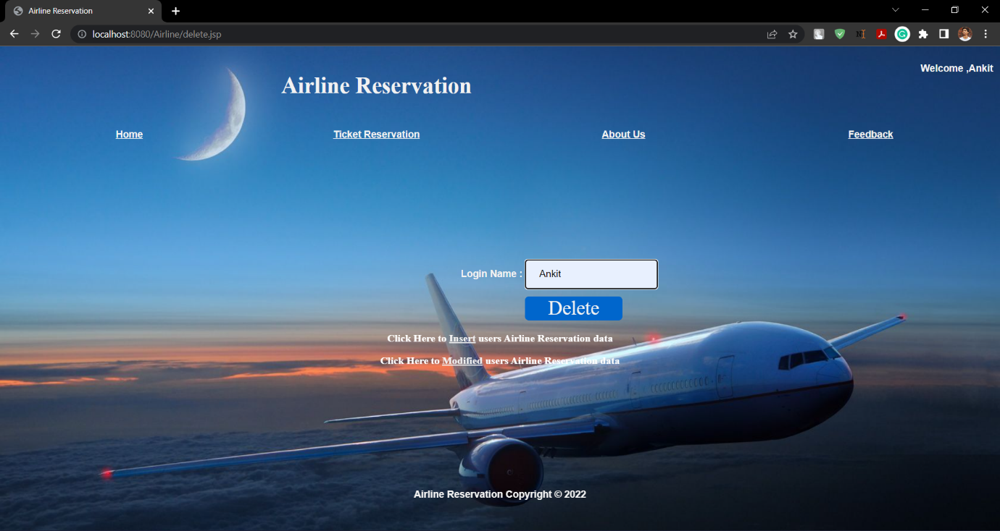 Airline Reservation
localhost:8080/Airline/delete.jsp
Welcome ,Ankit
Airline Reservation
Home Ticket Reservation About Us Feedback
Login Name : Ankit
Delete
Click Here to Insert users Airline Reservation data
Click Here to Modified users Airline Reservation data
Airline Reservation Copyright © 2022